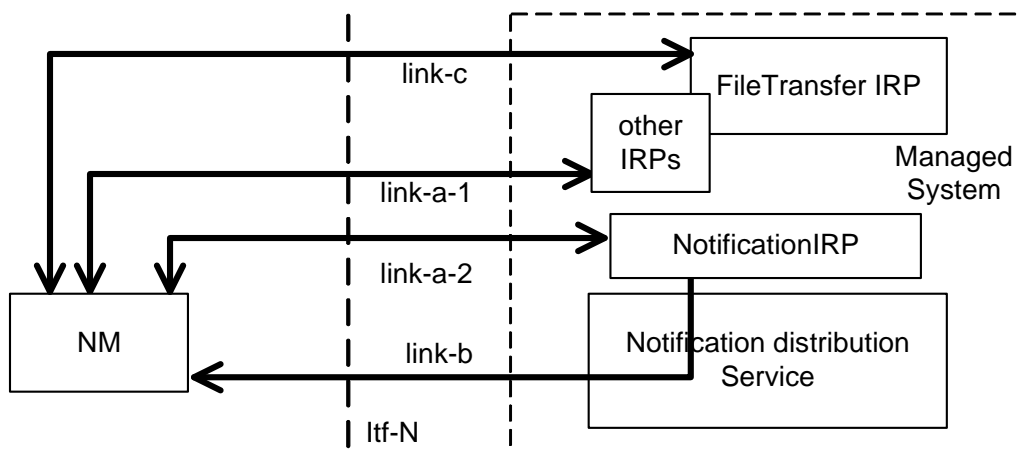 link-c
FileTransfer IRP
other
IRPs
Managed
System
link-a-1
NotificationIRP
link-a-2
NM
link-b
Notification distribution
Service
Itf-N